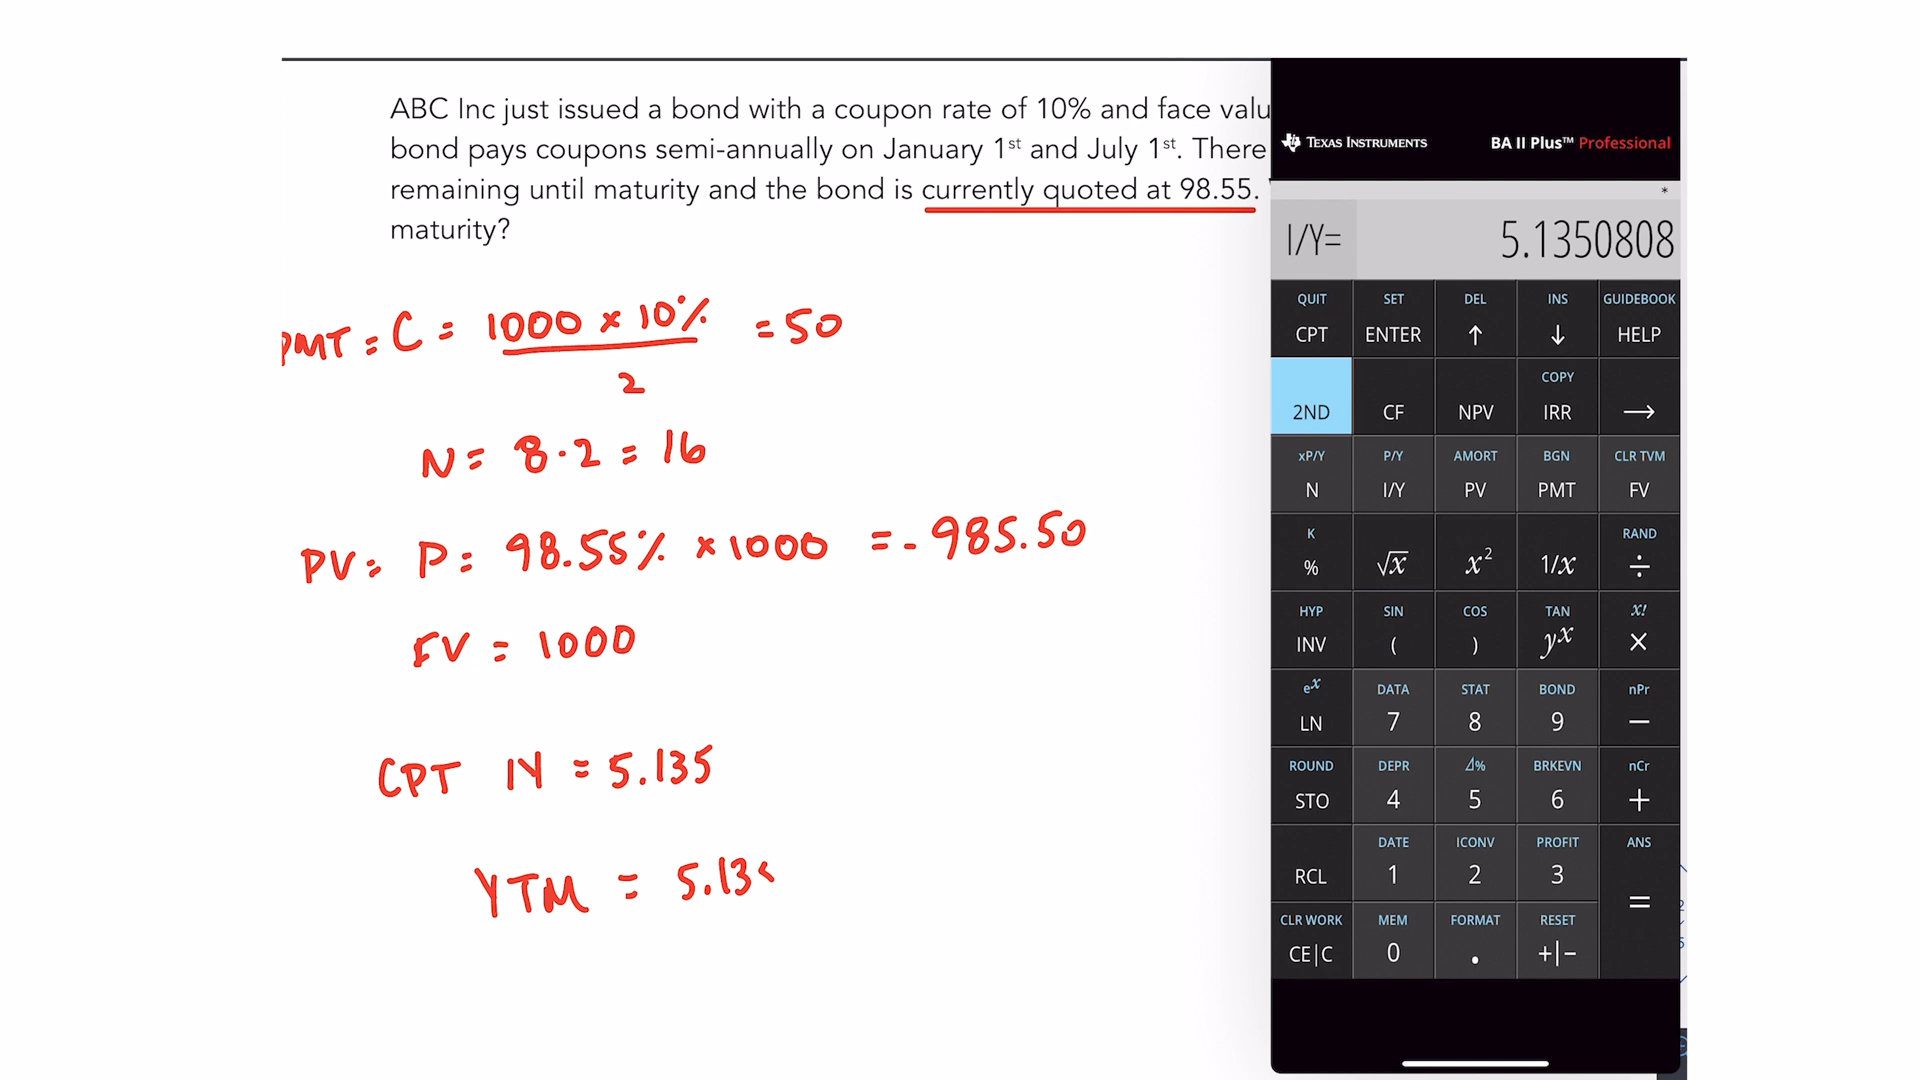 ABC Inc just issued a bond with a coupon rate of 10% and face valu
bond pays coupons semi-annually on January 1st and July 1st. There
remaining until maturity and the bond is currently quoted at 98.55.
maturity?
PMT = C = 1000 × 10% / 2 = 50
N = 8 · 2 = 16
PV = P = 98.55% × 1000 = - 985.50
FV = 1000
CPT IY = 5.135
YTM = 5.13
TEXAS INSTRUMENTS BA II Plus™ Professional
*
I/Y= 5.1350808
QUIT SET DEL INS GUIDEBOOK
CPT ENTER ↑ ↓ HELP
COPY
2ND CF NPV IRR →
xP/Y P/Y AMORT BGN CLR TVM
N I/Y PV PMT FV
K RAND
% √x x² 1/x ÷
HYP SIN COS TAN x!
INV ( ) yˣ ×
eˣ DATA STAT BOND nPr
LN 7 8 9 −
ROUND DEPR Δ% BRKEVN nCr
STO 4 5 6 +
DATE ICONV PROFIT ANS
RCL 1 2 3 =
CLR WORK MEM FORMAT RESET
CE|C 0 . +|−